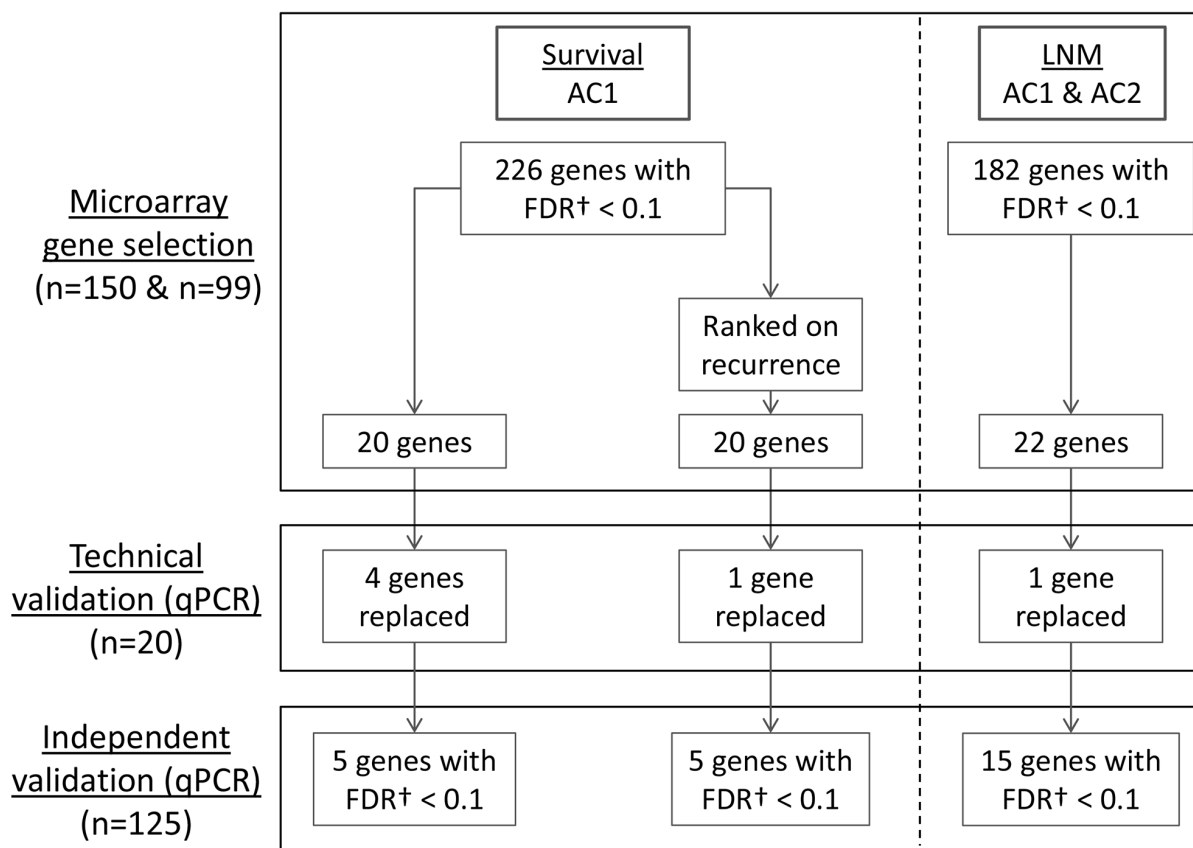 Survival
AC1
LNM
AC1 & AC2
Microarray
gene selection
(n=150 & n=99)
226 genes with
FDR† < 0.1
182 genes with
FDR† < 0.1
Ranked on
recurrence
20 genes
20 genes
22 genes
Technical
validation (qPCR)
(n=20)
4 genes
replaced
1 gene
replaced
1 gene
replaced
Independent
validation (qPCR)
(n=125)
5 genes with
FDR† < 0.1
5 genes with
FDR† < 0.1
15 genes with
FDR† < 0.1